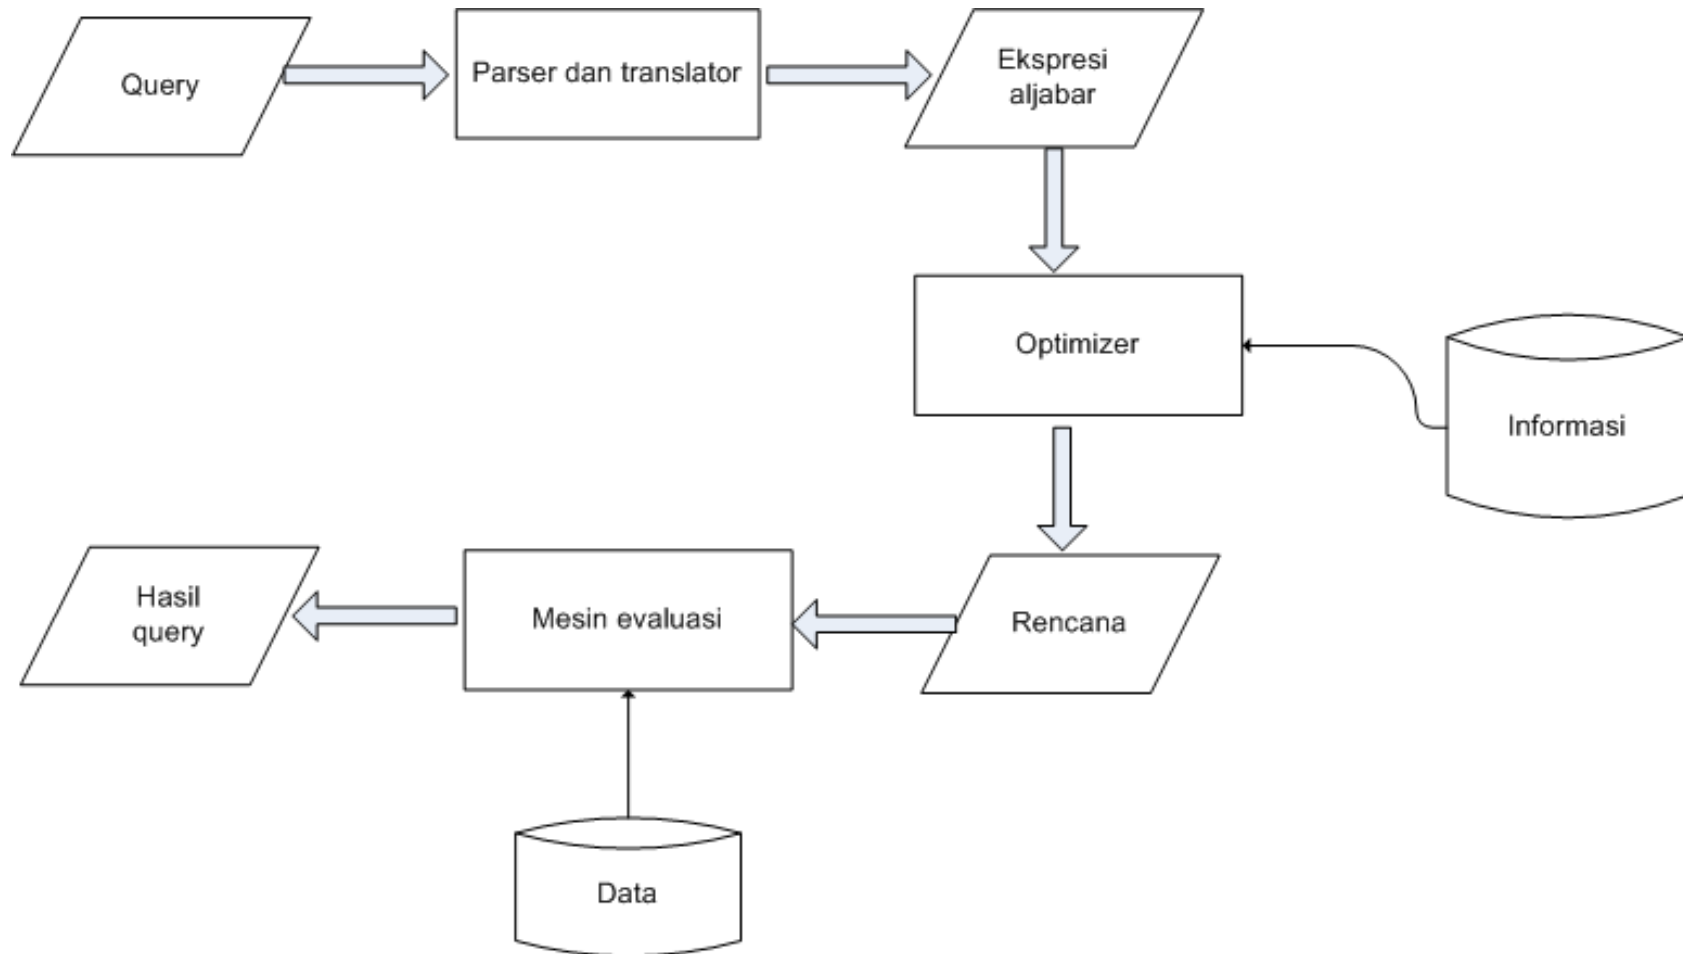 Query
Parser dan translator
Ekspresi
aljabar
Optimizer
Informasi
Hasil
query
Mesin evaluasi
Rencana
Data